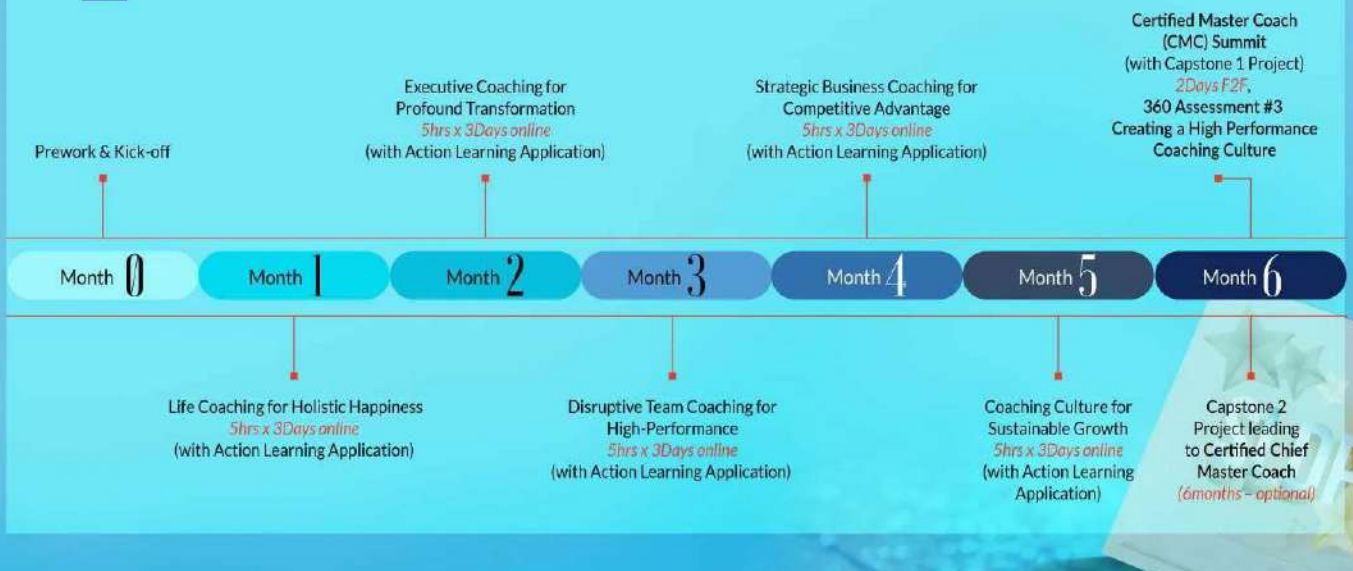 Prework & Kick-off
Executive Coaching for
Profound Transformation
5hrs x 3Days online
(with Action Learning Application)
Strategic Business Coaching for
Competitive Advantage
5hrs x 3Days online
(with Action Learning Application)
Certified Master Coach
(CMC) Summit
(with Capstone 1 Project)
2Days F2F,
360 Assessment #3
Creating a High Performance
Coaching Culture
Month 0
Month 1
Month 2
Month 3
Month 4
Month 5
Month 6
Life Coaching for Holistic Happiness
5hrs x 3Days online
(with Action Learning Application)
Disruptive Team Coaching for
High-Performance
5hrs x 3Days online
(with Action Learning Application)
Coaching Culture for
Sustainable Growth
5hrs x 3Days online
(with Action Learning
Application)
Capstone 2
Project leading
to Certified Chief
Master Coach
(6months – optional)